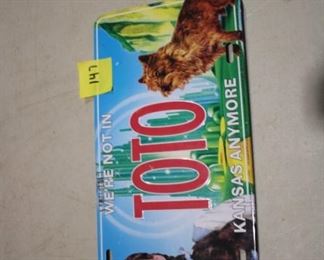 147
WE'RE NOT IN
TOTO
KANSAS ANYMORE